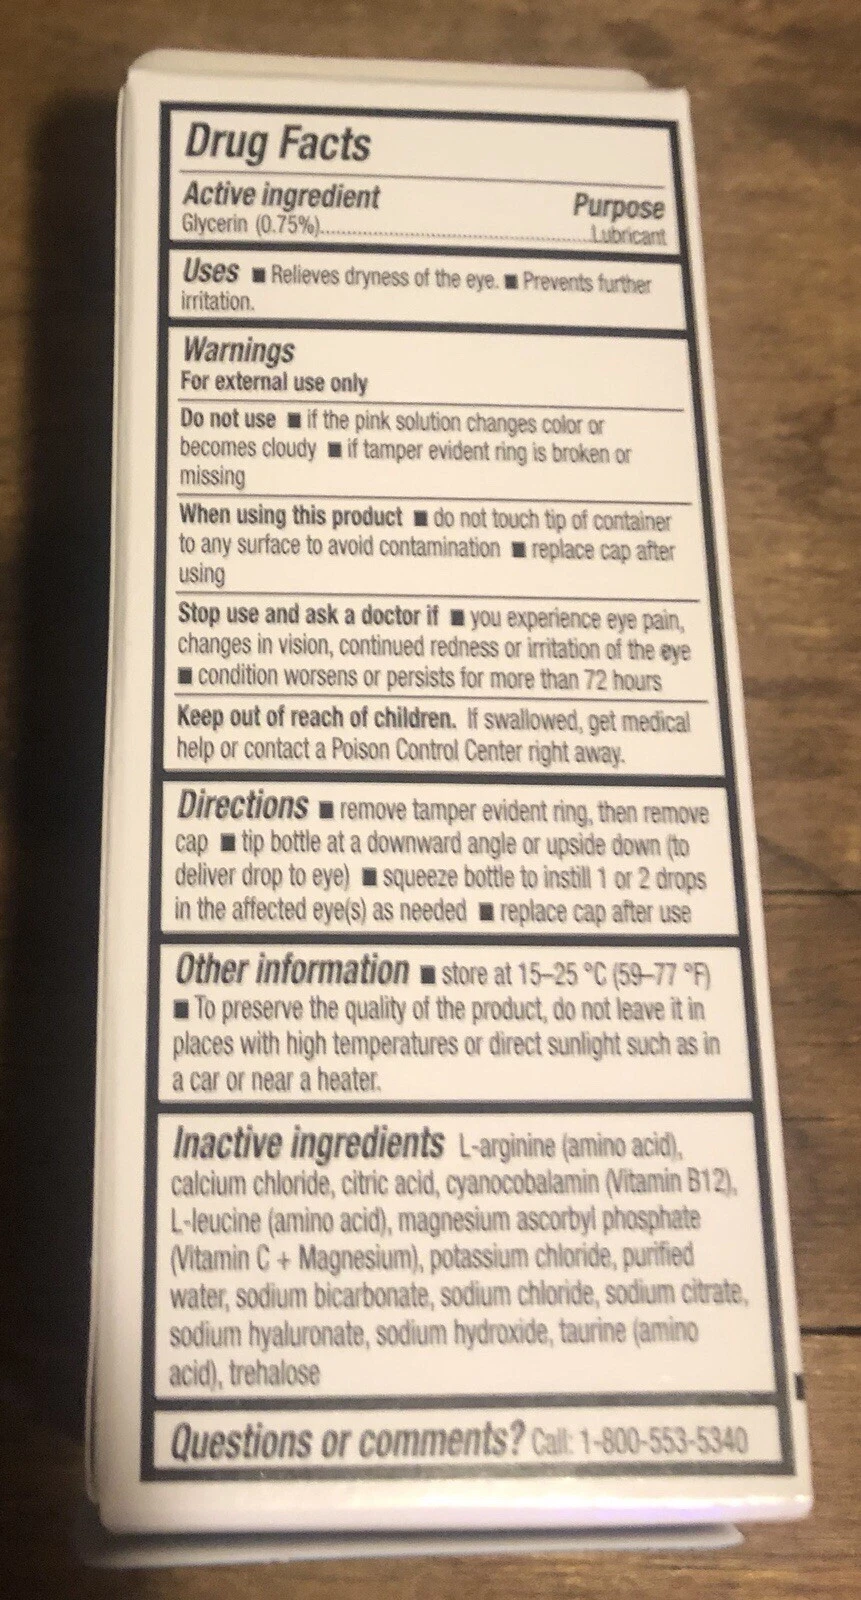 Drug Facts
Active ingredient Purpose
Glycerin (0.75%)......................................................Lubricant
Uses ■ Relieves dryness of the eye. ■ Prevents further
irritation.
Warnings
For external use only
Do not use ■ if the pink solution changes color or
becomes cloudy ■ if tamper evident ring is broken or
missing
When using this product ■ do not touch tip of container
to any surface to avoid contamination ■ replace cap after
using
Stop use and ask a doctor if ■ you experience eye pain,
changes in vision, continued redness or irritation of the eye
■ condition worsens or persists for more than 72 hours
Keep out of reach of children. If swallowed, get medical
help or contact a Poison Control Center right away.
Directions ■ remove tamper evident ring, then remove
cap ■ tip bottle at a downward angle or upside down (to
deliver drop to eye) ■ squeeze bottle to instill 1 or 2 drops
in the affected eye(s) as needed ■ replace cap after use
Other information ■ store at 15–25 °C (59–77 °F)
■ To preserve the quality of the product, do not leave it in
places with high temperatures or direct sunlight such as in
a car or near a heater.
Inactive ingredients L-arginine (amino acid),
calcium chloride, citric acid, cyanocobalamin (Vitamin B12),
L-leucine (amino acid), magnesium ascorbyl phosphate
(Vitamin C + Magnesium), potassium chloride, purified
water, sodium bicarbonate, sodium chloride, sodium citrate,
sodium hyaluronate, sodium hydroxide, taurine (amino
acid), trehalose
Questions or comments? Call: 1-800-553-5340